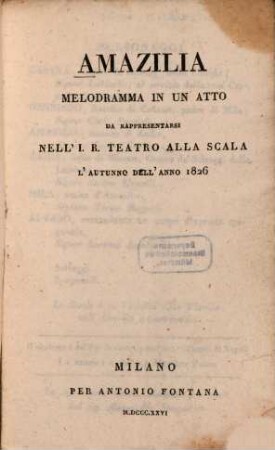 AMAZILIA
MELODRAMMA IN UN ATTO
DA RAPPRESENTARSI
NELL' I. R. TEATRO ALLA SCALA
L'AUTUNNO DELL'ANNO 1826
MILANO
PER ANTONIO FONTANA
M.DCCC.XXVI